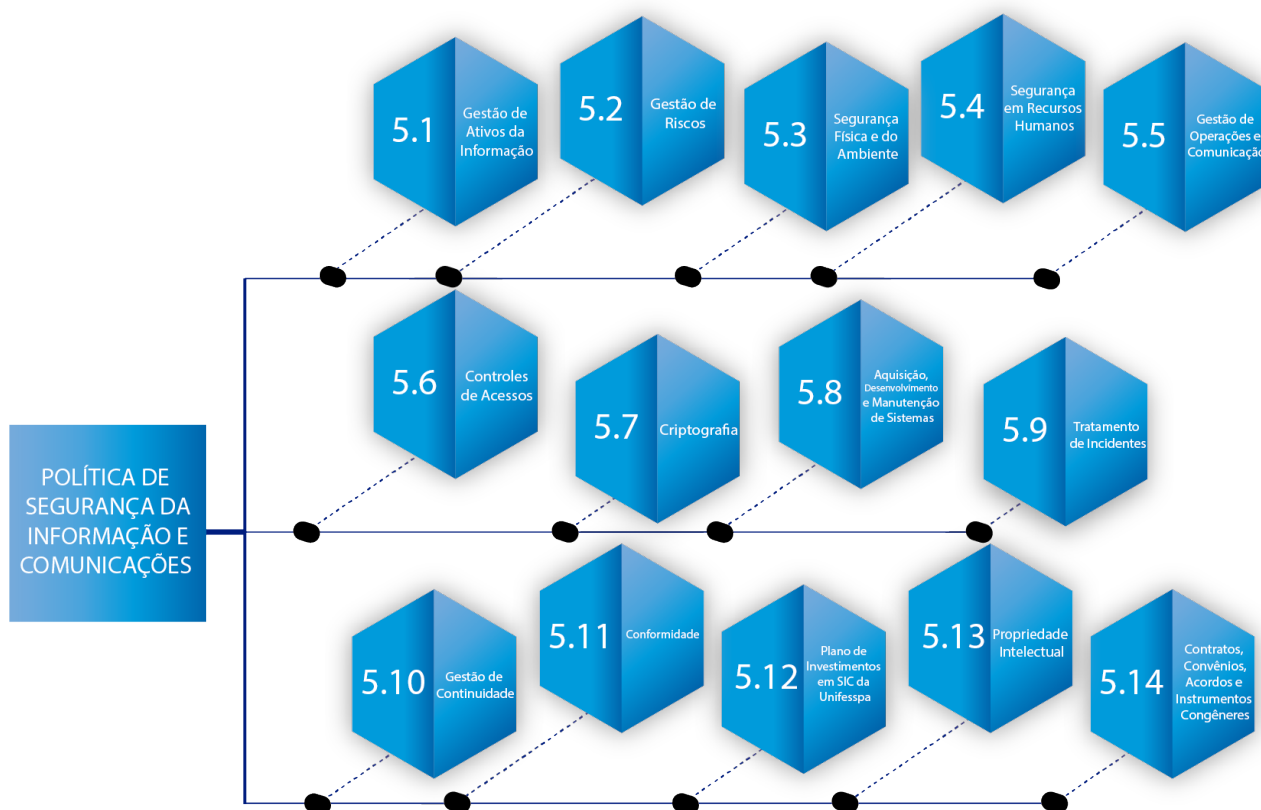 5.1
Gestão de
Ativos da
Informação
5.2
Gestão de
Riscos
5.3
Segurança
Física e do
Ambiente
5.4
Segurança
em Recursos
Humanos
5.5
Gestão de
Operações e
Comunicação
5.6
Controles
de Acessos
5.7
Criptografia
5.8
Aquisição,
Desenvolvimento
e Manutenção
de Sistemas
5.9
Tratamento
de Incidentes
POLÍTICA DE
SEGURANÇA DA
INFORMAÇÃO E
COMUNICAÇÕES
5.10
Gestão de
Continuidade
5.11
Conformidade
5.12
Plano de
Investimentos
em SIC da
Unifesspa
5.13
Propriedade
Intelectual
5.14
Contratos,
Convênios,
Acordos e
Instrumentos
Congêneres